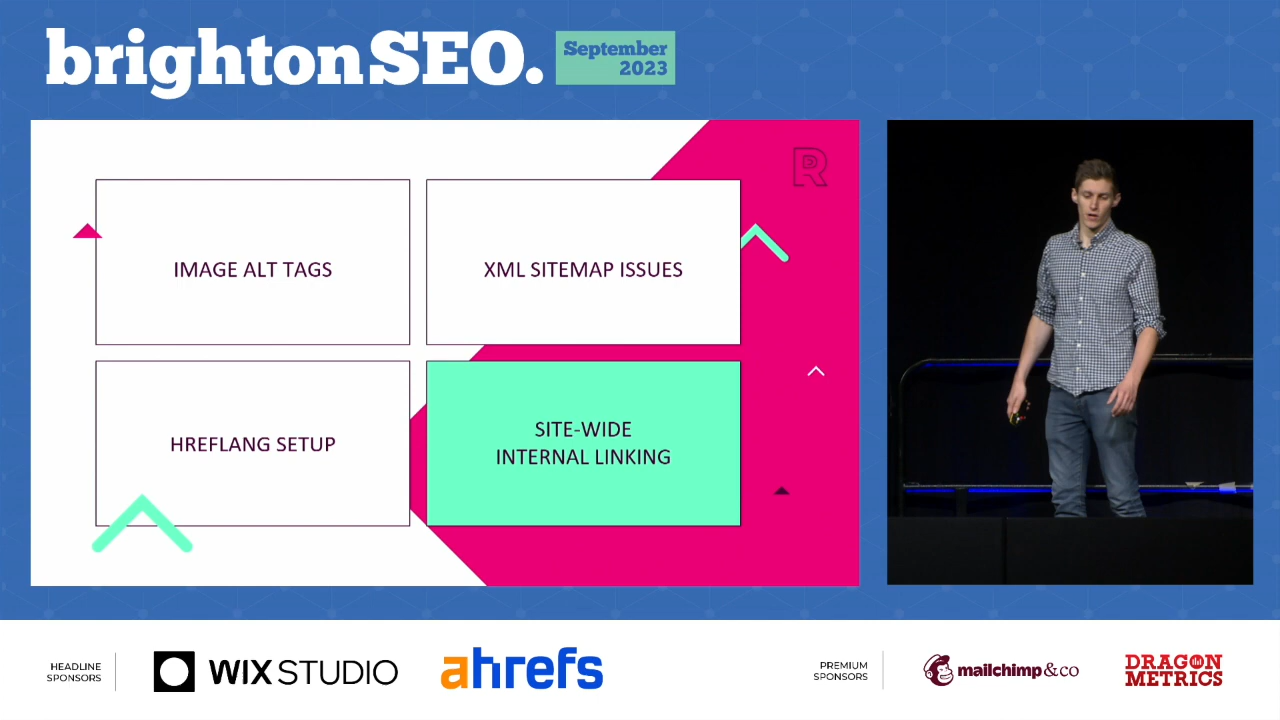 brightonSEO.
September
2023
R
IMAGE ALT TAGS
XML SITEMAP ISSUES
HREFLANG SETUP
SITE-WIDE
INTERNAL LINKING
HEADLINE
SPONSORS
WIX STUDIO
ahrefs
PREMIUM
SPONSORS
mailchimp&co
DRAGON
METRICS